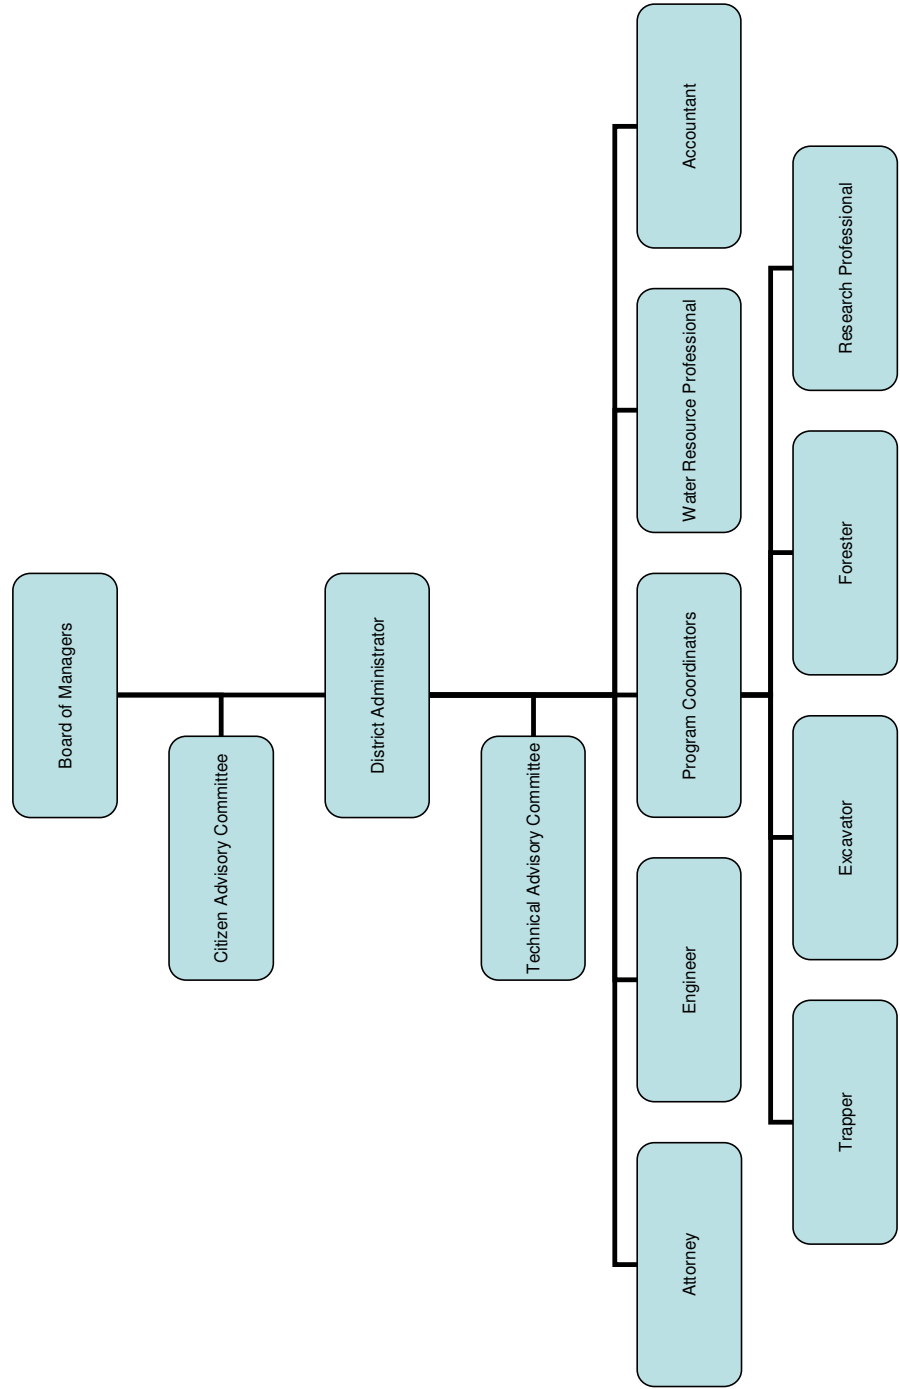 Board of Managers
Citizen Advisory Committee
District Administrator
Technical Advisory Committee
Attorney
Engineer
Program Coordinators
Water Resource Professional
Accountant
Trapper
Excavator
Forester
Research Professional